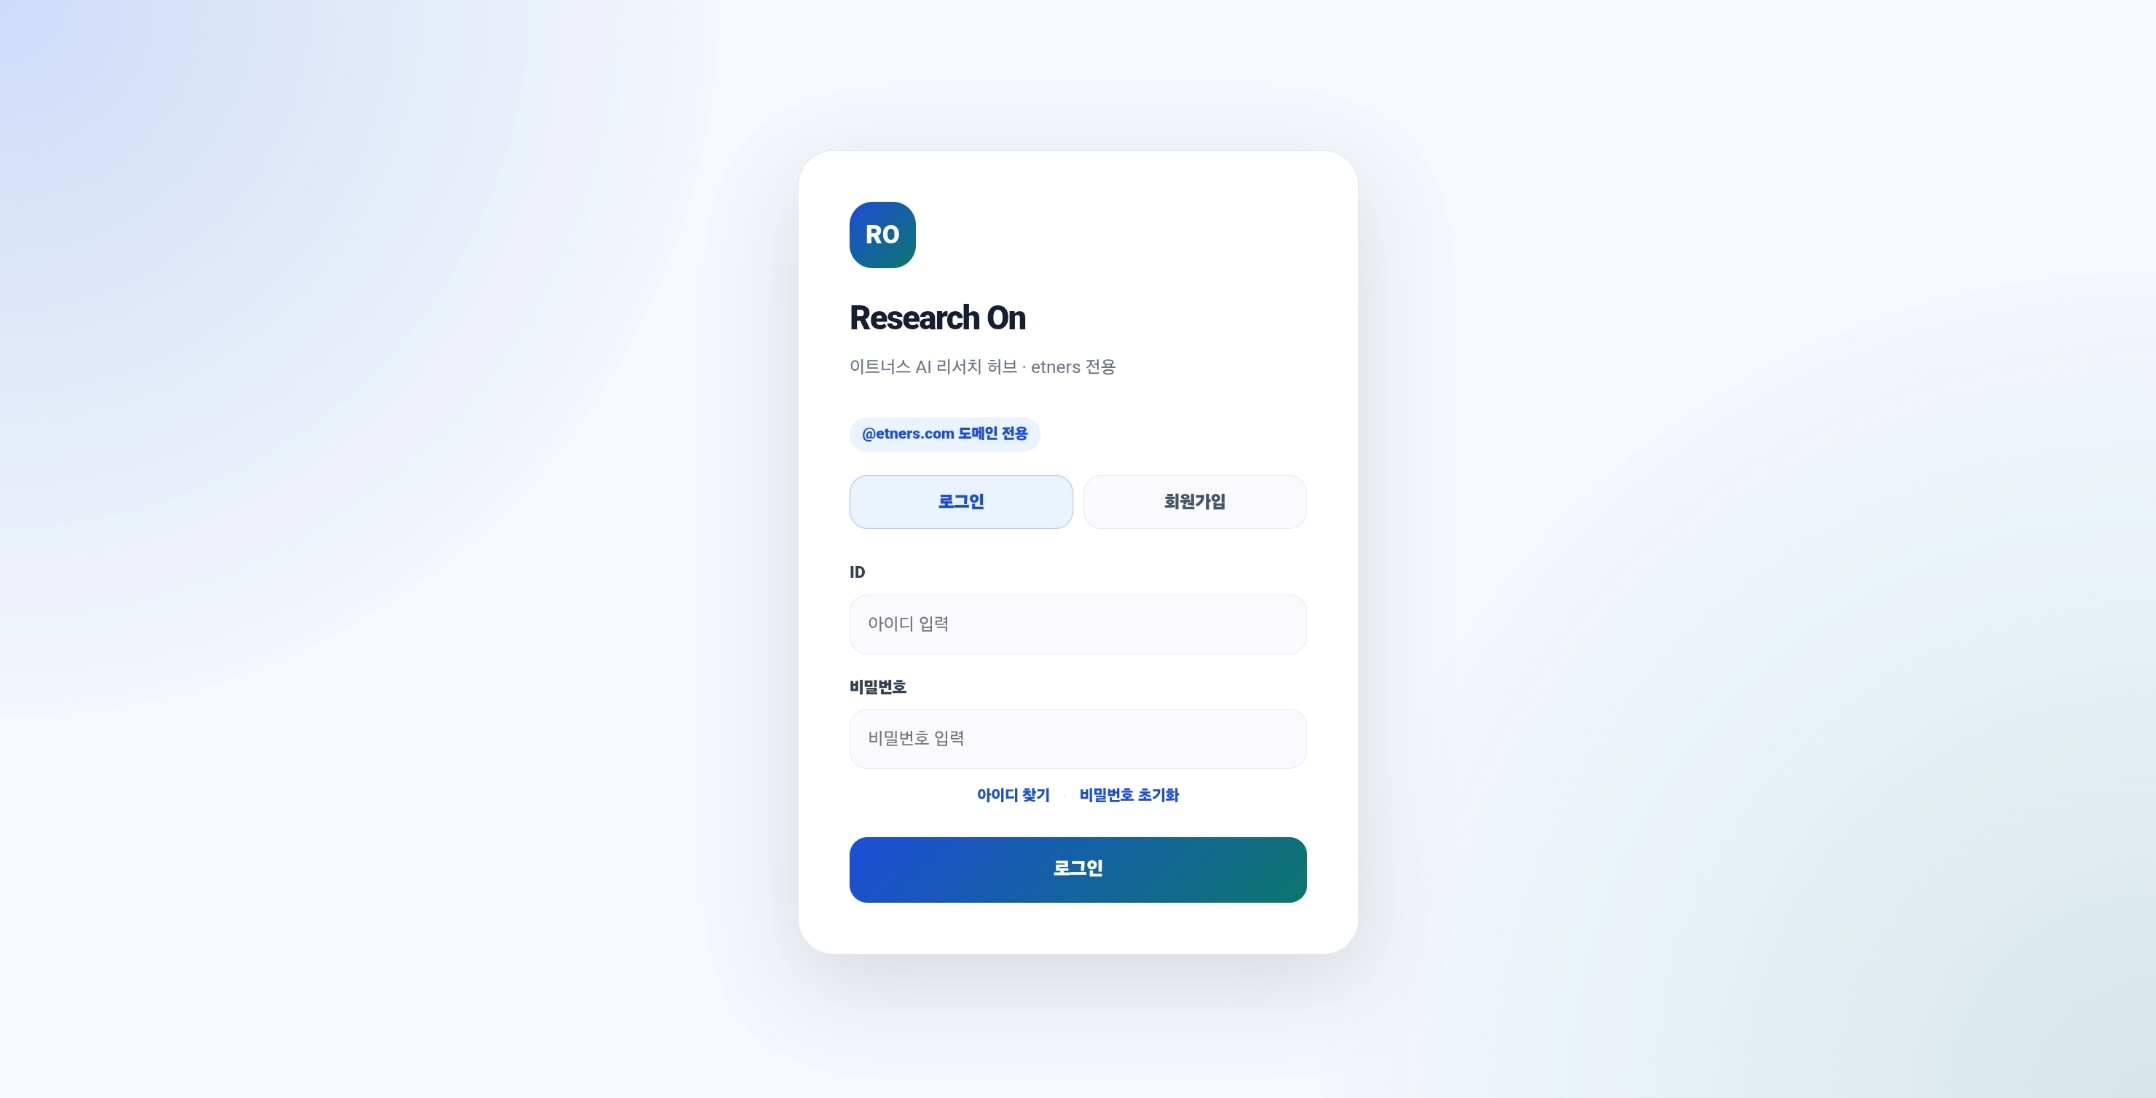 RO
Research On
이트너스 AI 리서치 허브 · etners 전용
@etners.com 도메인 전용
로그인 회원가입
ID
아이디 입력
비밀번호
비밀번호 입력
아이디 찾기 비밀번호 초기화
로그인